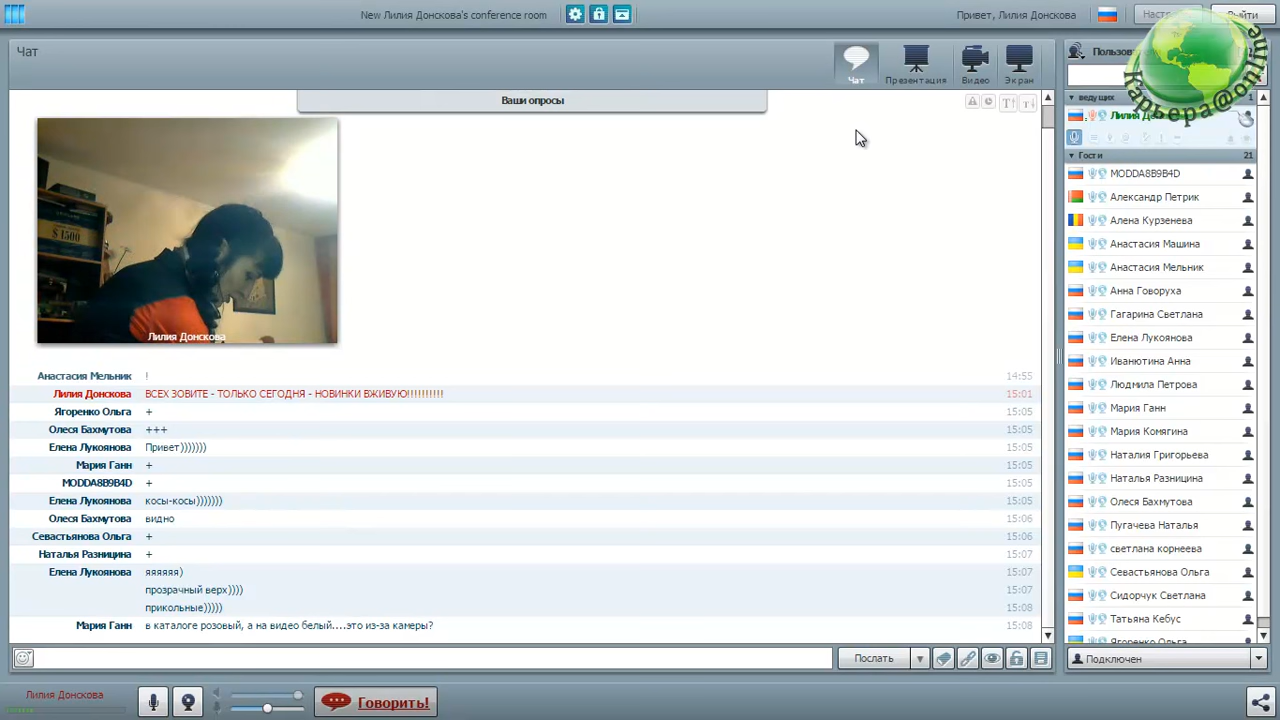 New Лилия Донскова's conference room
Привет, Лилия Донскова
Выйти
Чат
Чат
Презентация
Видео
Экран
Ваши опросы
$ 1500
Лилия Донскова
Анастасия Мельник ! 14:55
Лилия Донскова ВСЕХ ЗОВИТЕ - ТОЛЬКО СЕГОДНЯ - НОВИНКИ ВЖИВУЮ!!!!!!!!!! 15:01
Ягоренко Ольга + 15:05
Олеся Бахмутова +++ 15:05
Елена Лукоянова Привет))))))) 15:05
Мария Ганн + 15:05
MODDA8B9B4D + 15:05
Елена Лукоянова косы-косы))))))) 15:05
Олеся Бахмутова видно 15:06
Севастьянова Ольга + 15:06
Наталья Разницина + 15:07
Елена Лукоянова яяяяяя) 15:07
прозрачный верх)))) 15:07
прикольные))))) 15:08
Мария Ганн в каталоге розовый, а на видео белый....это из-за камеры? 15:08
Послать
Лилия Донскова
Говорить!
карьера@online
ведущих 1
Гости 21
MODDA8B9B4D
Александр Петрик
Алена Курзенева
Анастасия Машина
Анастасия Мельник
Анна Говоруха
Гагарина Светлана
Елена Лукоянова
Иванютина Анна
Людмила Петрова
Мария Ганн
Мария Комягина
Наталия Григорьева
Наталья Разницина
Олеся Бахмутова
Пугачева Наталья
светлана корнеева
Севастьянова Ольга
Сидорчук Светлана
Татьяна Кебус
Ягоренко Ольга
Подключен